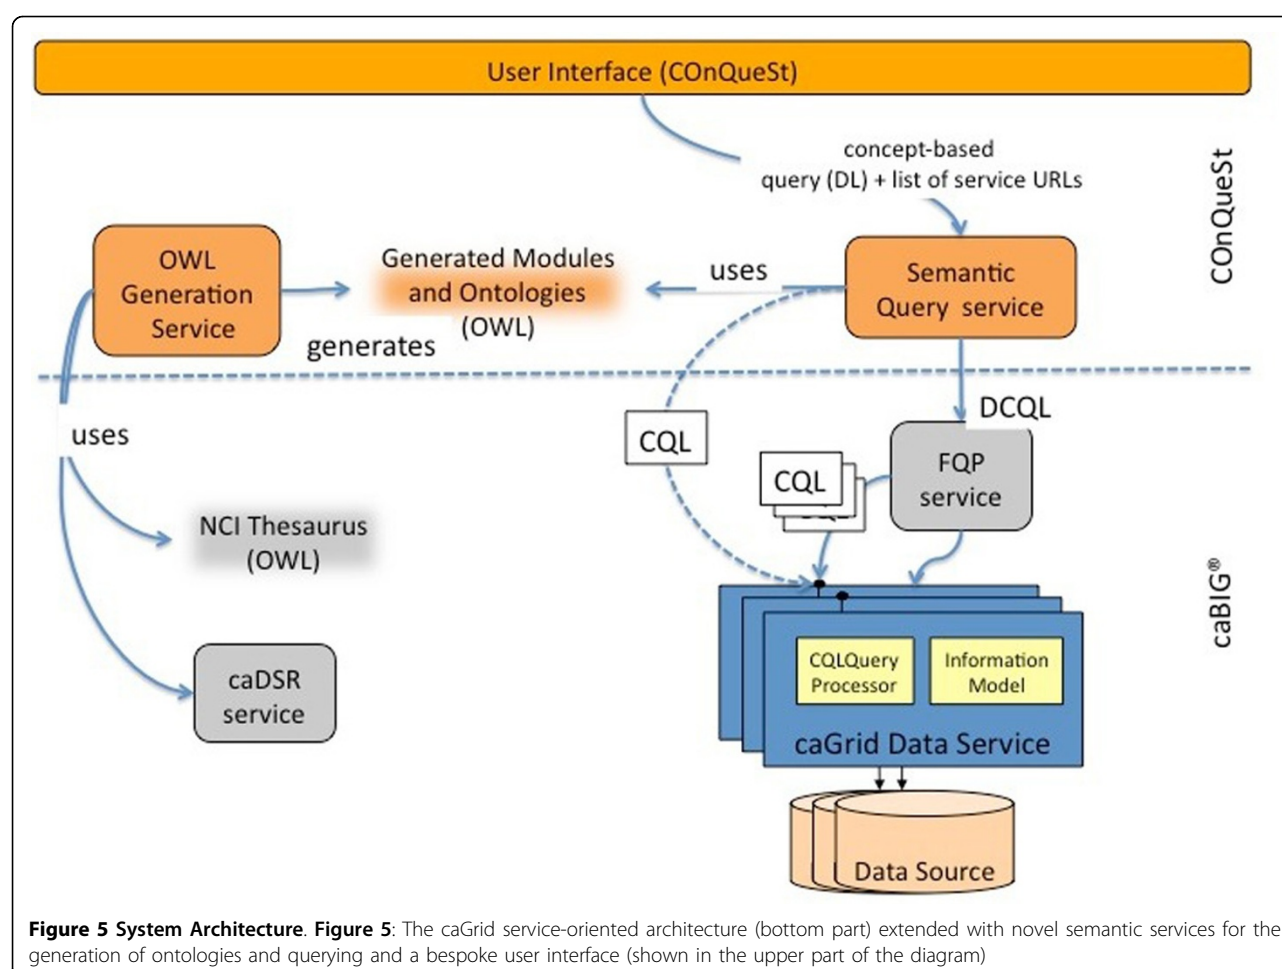 User Interface (COnQueSt)
concept-based
query (DL) + list of service URLs
COnQueSt
OWL
Generation
Service
Generated Modules
and Ontologies
(OWL)
uses
Semantic
Query service
generates
uses
DCQL
CQL
CQL
FQP
service
NCI Thesaurus
(OWL)
caBIG®
caDSR
service
CQLQuery
Processor
Information
Model
caGrid Data Service
Data Source
Figure 5 System Architecture. Figure 5: The caGrid service-oriented architecture (bottom part) extended with novel semantic services for the
generation of ontologies and querying and a bespoke user interface (shown in the upper part of the diagram)